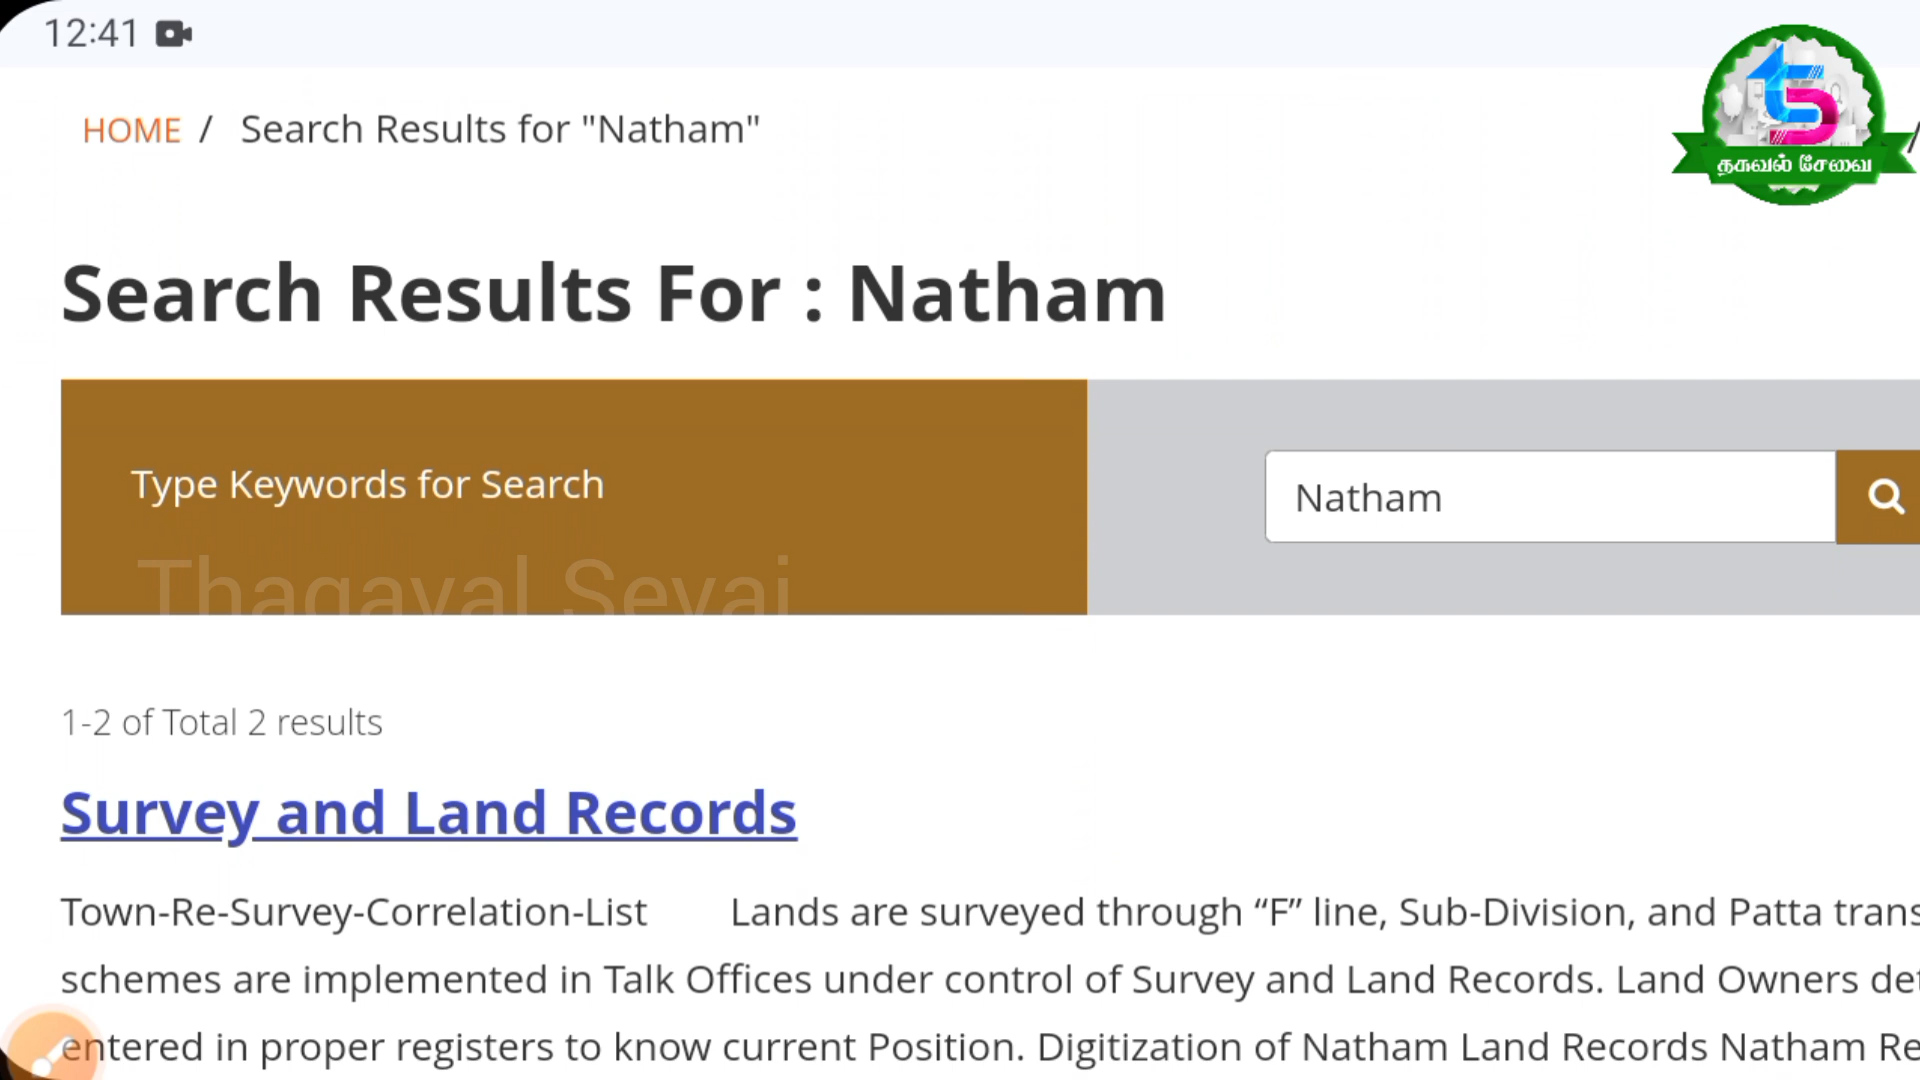 12:41
HOME / Search Results for "Natham"
தகவல் சேவை
Search Results For : Natham
Type Keywords for Search
Natham
Thagaval Sevai
1-2 of Total 2 results
Survey and Land Records
Town-Re-Survey-Correlation-List Lands are surveyed through “F” line, Sub-Division, and Patta trans
schemes are implemented in Talk Offices under control of Survey and Land Records. Land Owners det
entered in proper registers to know current Position. Digitization of Natham Land Records Natham Re